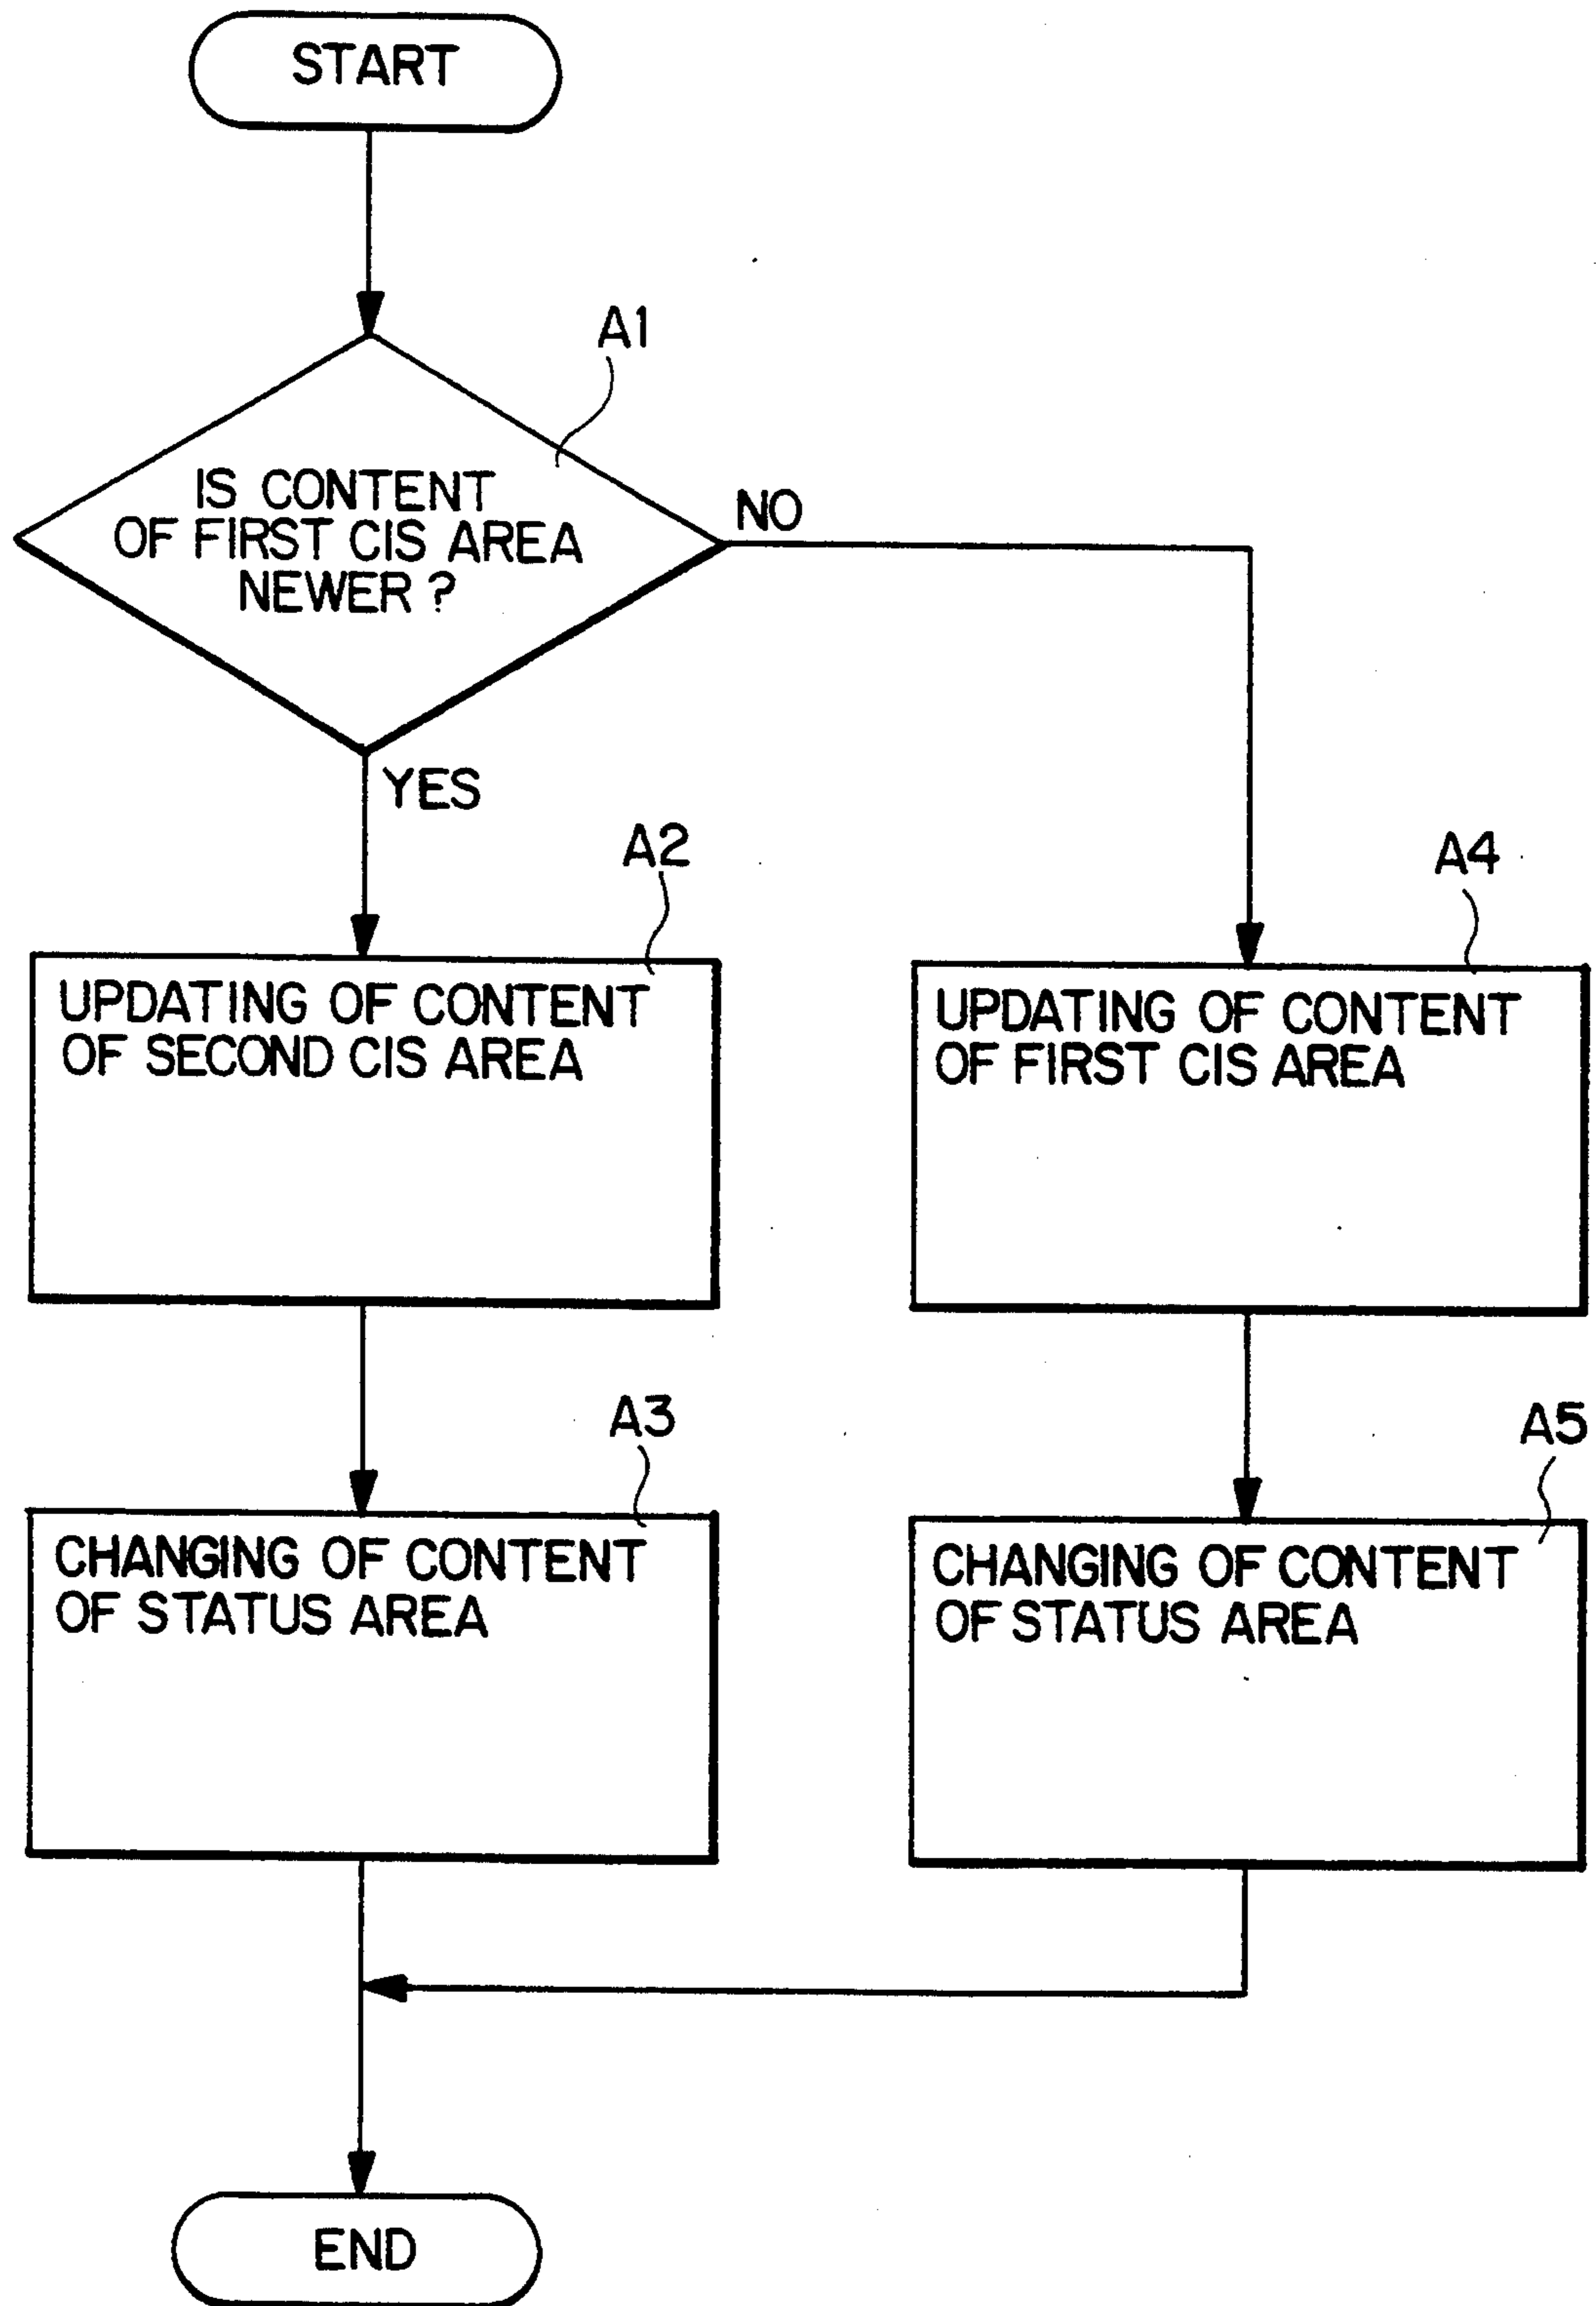 START
A1
IS CONTENT
OF FIRST CIS AREA
NEWER ?
NO
YES
A2
UPDATING OF CONTENT
OF SECOND CIS AREA
A4
UPDATING OF CONTENT
OF FIRST CIS AREA
A3
CHANGING OF CONTENT
OF STATUS AREA
A5
CHANGING OF CONTENT
OF STATUS AREA
END